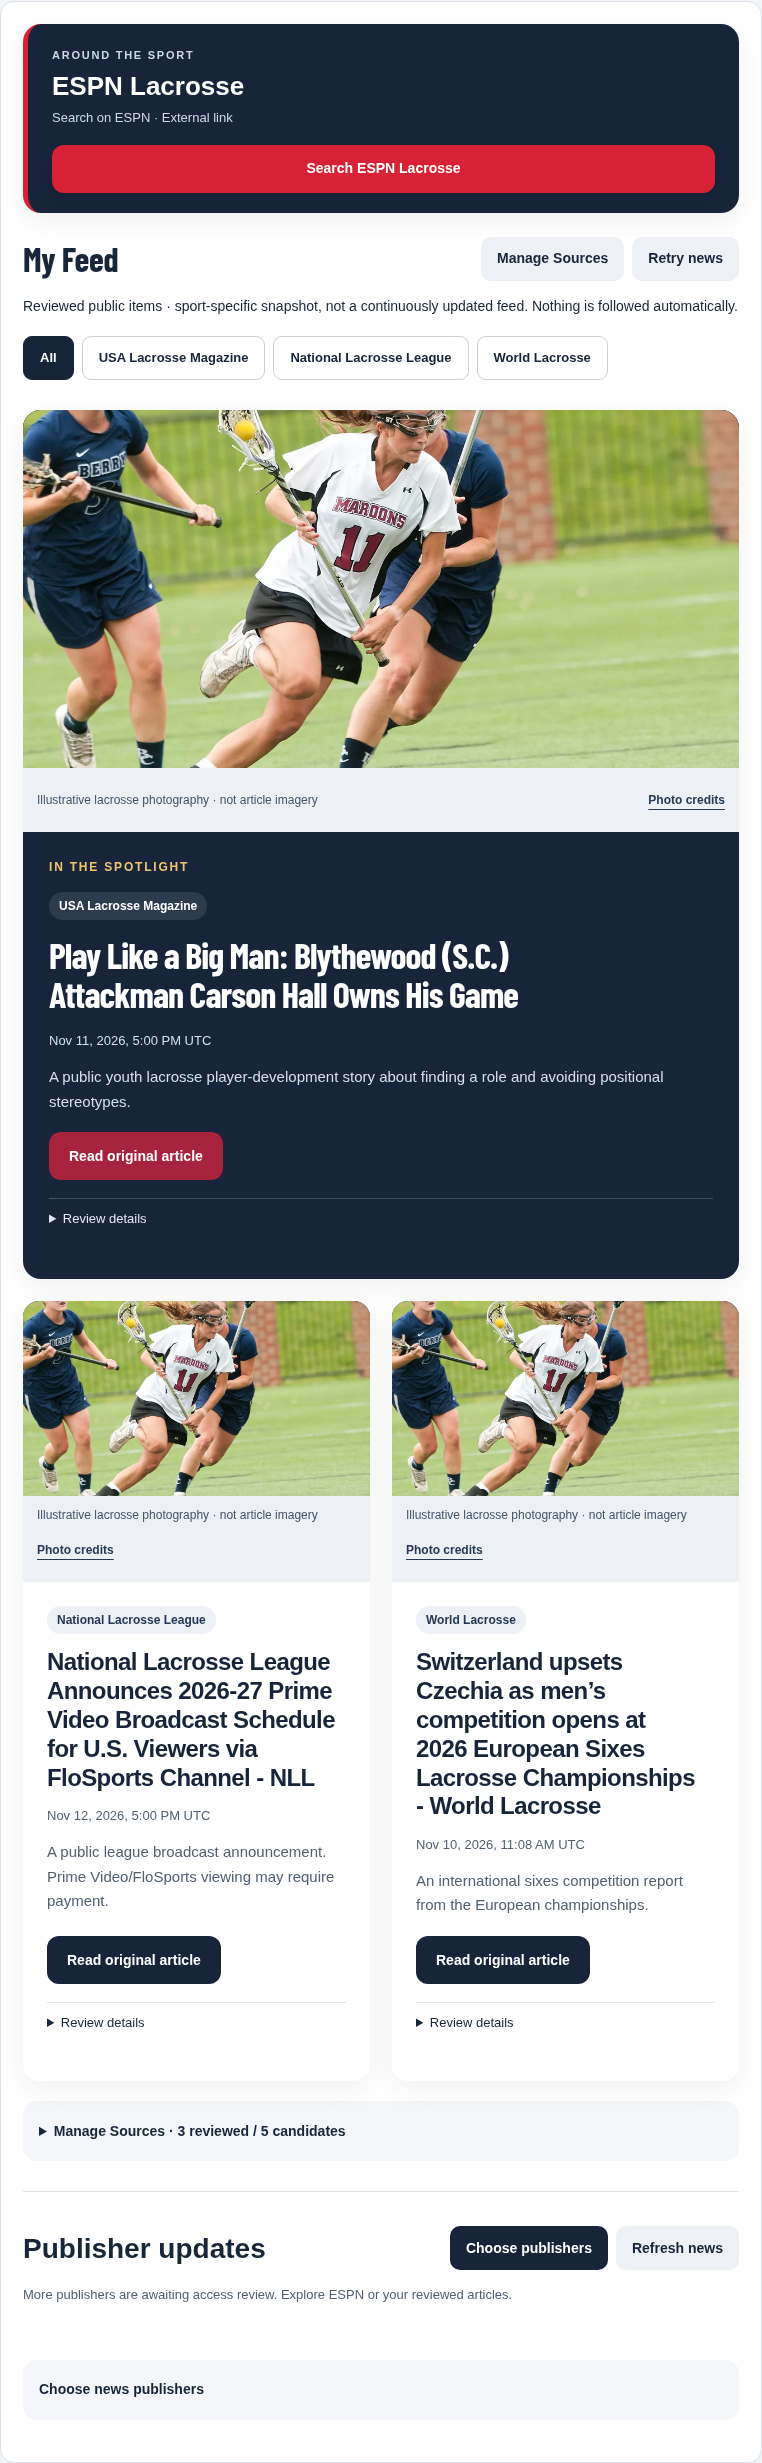 AROUND THE SPORT
ESPN Lacrosse
Search on ESPN · External link
Search ESPN Lacrosse
My Feed
Manage Sources
Retry news
Reviewed public items · sport-specific snapshot, not a continuously updated feed. Nothing is followed automatically.
All
USA Lacrosse Magazine
National Lacrosse League
World Lacrosse
BERRY
MAROONS
11
Illustrative lacrosse photography · not article imagery
Photo credits
IN THE SPOTLIGHT
USA Lacrosse Magazine
Play Like a Big Man: Blythewood (S.C.)
Attackman Carson Hall Owns His Game
Nov 11, 2026, 5:00 PM UTC
A public youth lacrosse player-development story about finding a role and avoiding positional
stereotypes.
Read original article
▶ Review details
BERRY
MAROONS
11
Illustrative lacrosse photography · not article imagery
Photo credits
National Lacrosse League
National Lacrosse League
Announces 2026-27 Prime
Video Broadcast Schedule
for U.S. Viewers via
FloSports Channel - NLL
Nov 12, 2026, 5:00 PM UTC
A public league broadcast announcement.
Prime Video/FloSports viewing may require
payment.
Read original article
▶ Review details
BERRY
MAROONS
11
Illustrative lacrosse photography · not article imagery
Photo credits
World Lacrosse
Switzerland upsets
Czechia as men’s
competition opens at
2026 European Sixes
Lacrosse Championships
- World Lacrosse
Nov 10, 2026, 11:08 AM UTC
An international sixes competition report
from the European championships.
Read original article
▶ Review details
▶ Manage Sources · 3 reviewed / 5 candidates
Publisher updates
Choose publishers
Refresh news
More publishers are awaiting access review. Explore ESPN or your reviewed articles.
Choose news publishers